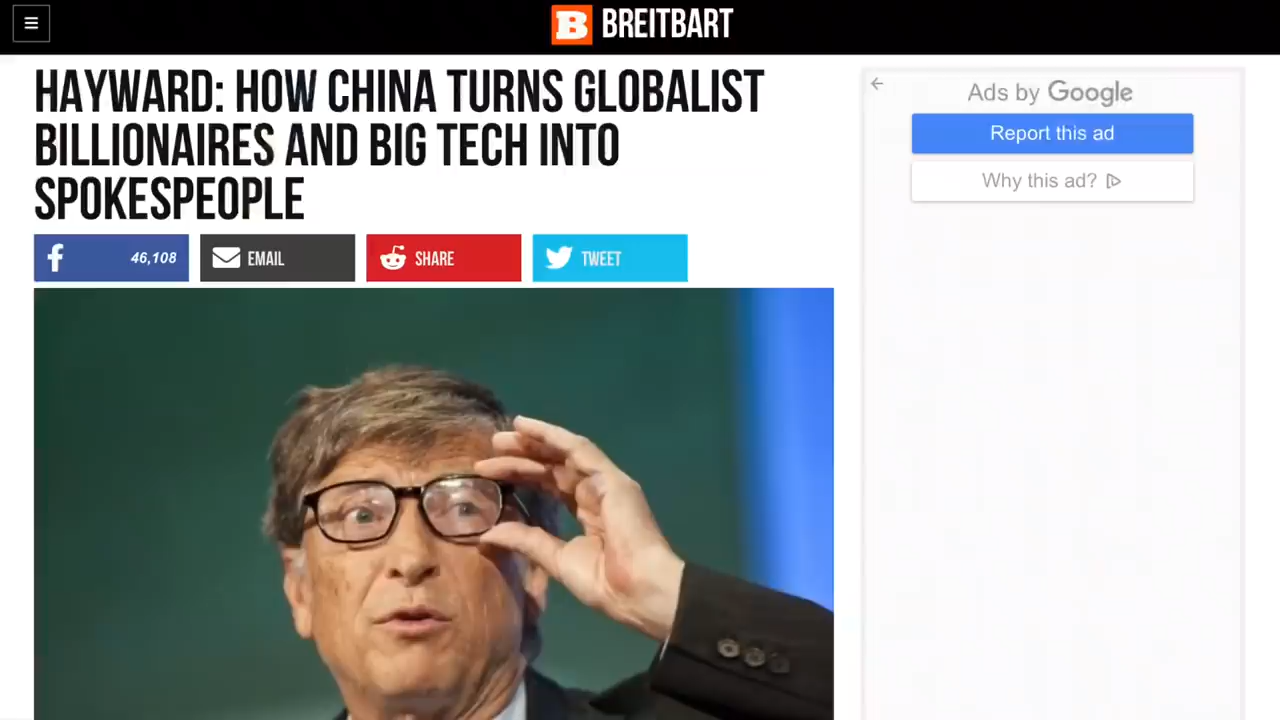 BREITBART
HAYWARD: HOW CHINA TURNS GLOBALIST
BILLIONAIRES AND BIG TECH INTO
SPOKESPEOPLE
46,108
EMAIL
SHARE
TWEET
Ads by Google
Report this ad
Why this ad?